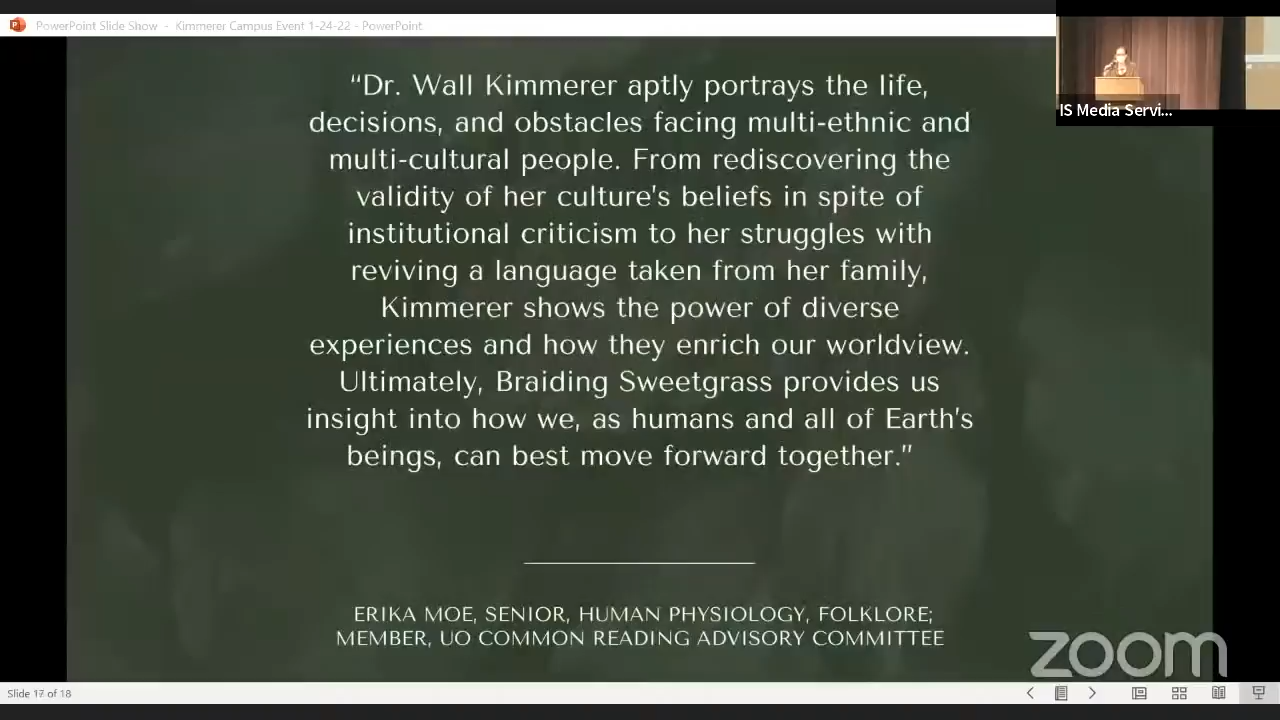 PowerPoint Slide Show - Kimmerer Campus Event 1-24-22 - PowerPoint
IS Media Servi...
“Dr. Wall Kimmerer aptly portrays the life,
decisions, and obstacles facing multi-ethnic and
multi-cultural people. From rediscovering the
validity of her culture’s beliefs in spite of
institutional criticism to her struggles with
reviving a language taken from her family,
Kimmerer shows the power of diverse
experiences and how they enrich our worldview.
Ultimately, Braiding Sweetgrass provides us
insight into how we, as humans and all of Earth’s
beings, can best move forward together.”
ERIKA MOE, SENIOR, HUMAN PHYSIOLOGY, FOLKLORE;
MEMBER, UO COMMON READING ADVISORY COMMITTEE
zoom
Slide 17 of 18